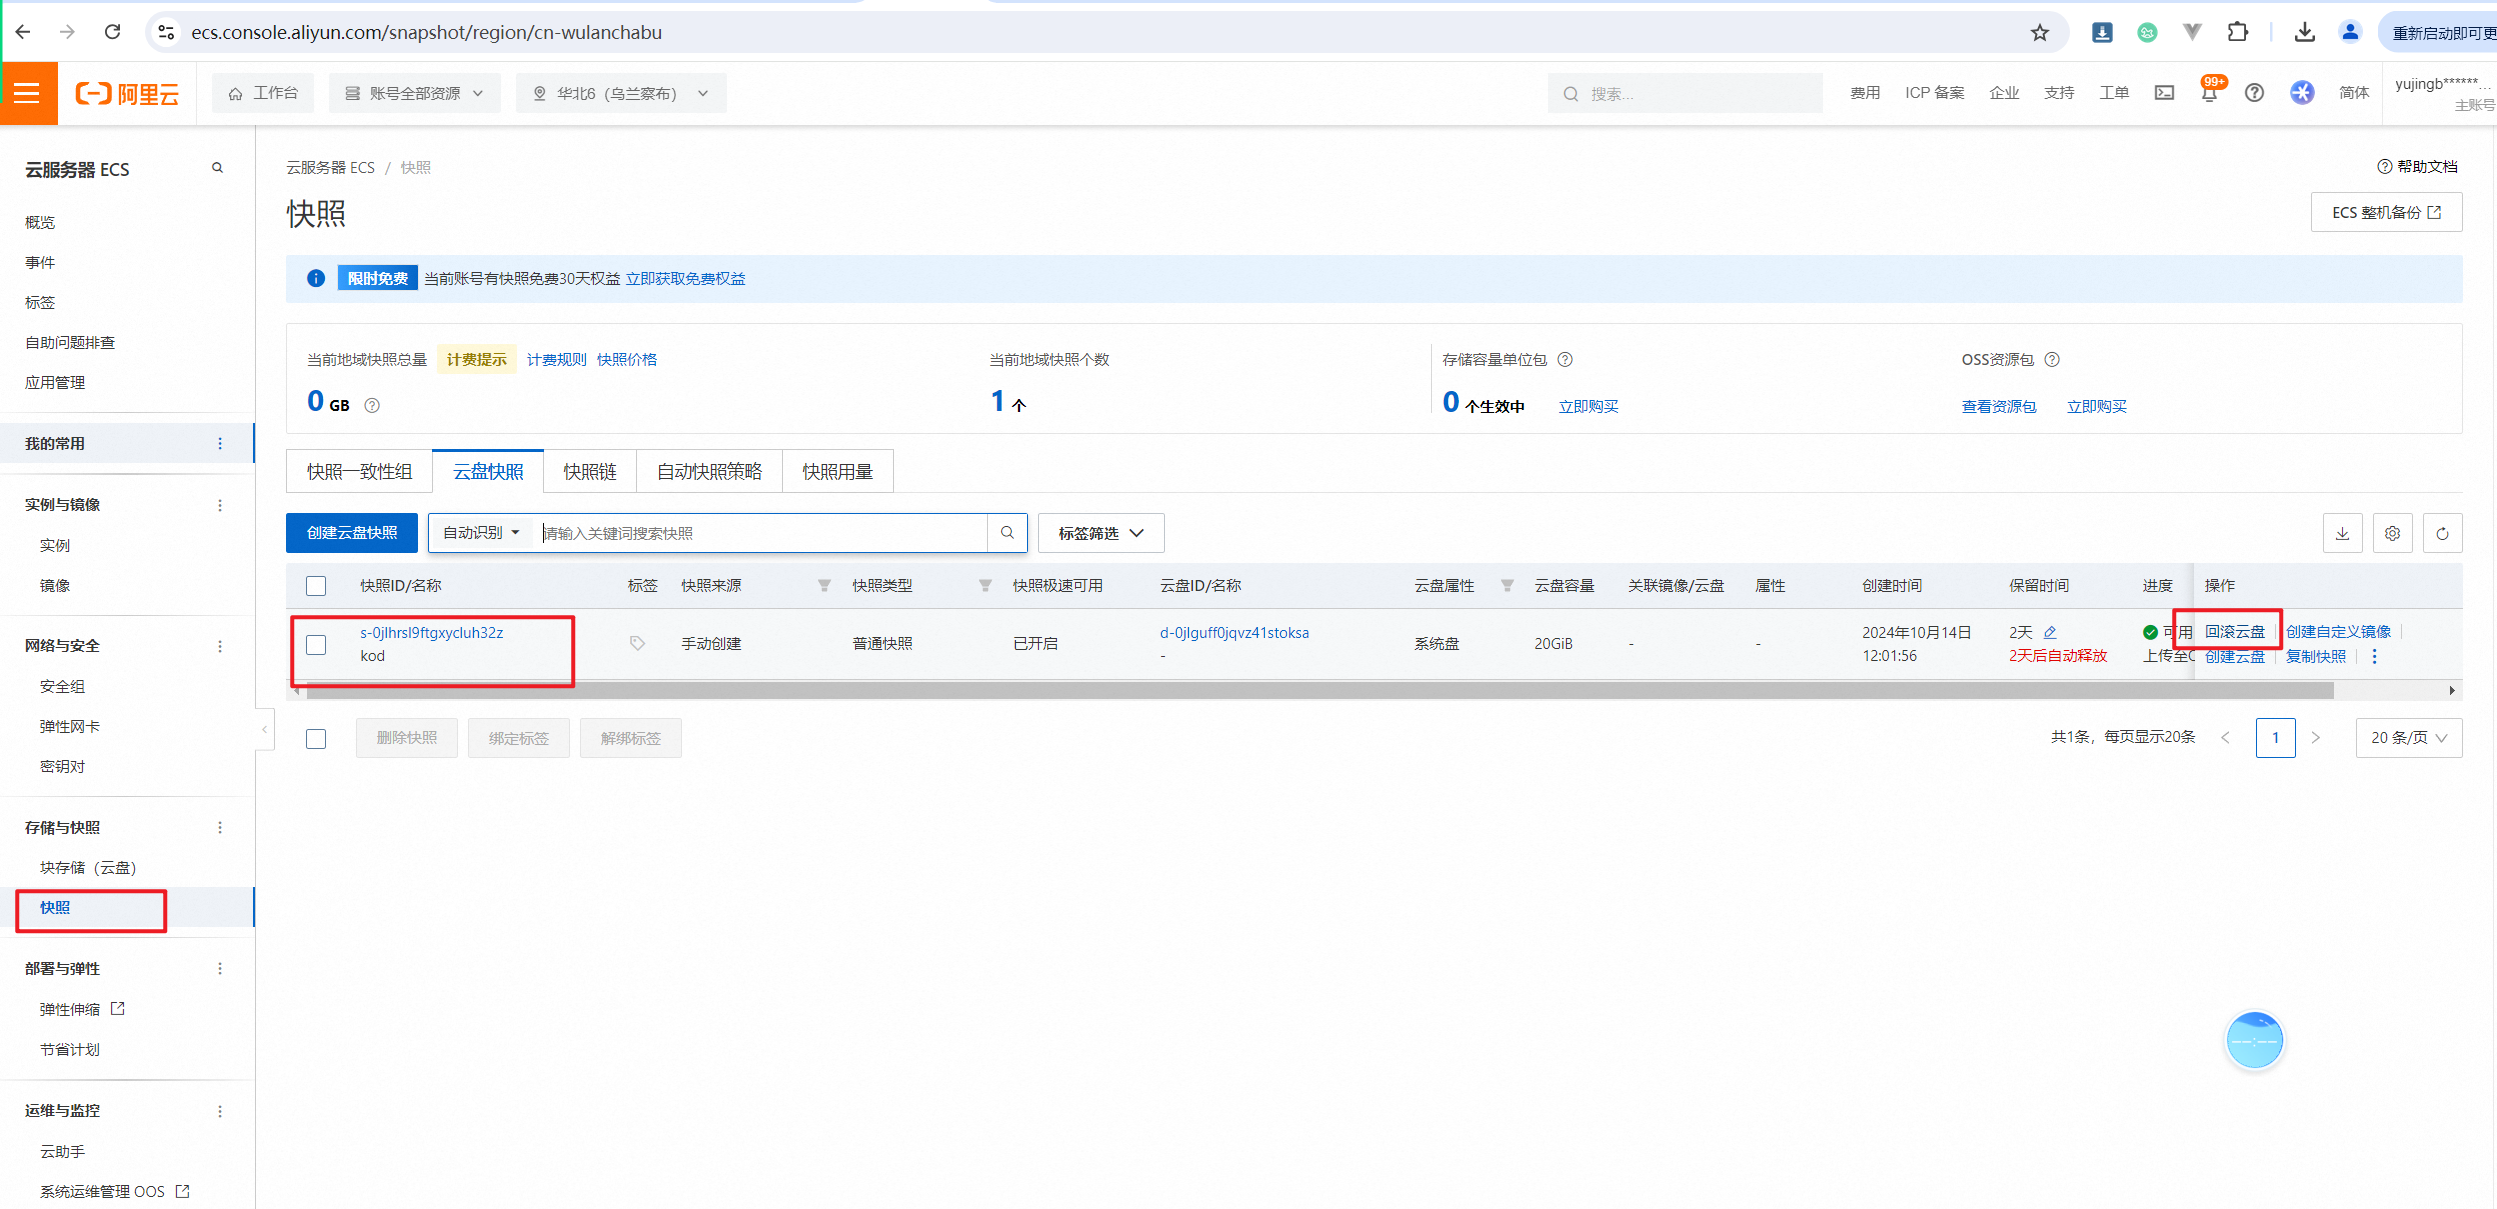 ecs.console.aliyun.com/snapshot/region/cn-wulanchabu
重新启动即可更
阿里云
工作台
账号全部资源
华北6（乌兰察布）
搜索...
费用
ICP 备案
企业
支持
工单
99+
简体
yujingb******...
主账号
云服务器 ECS
概览
事件
标签
自助问题排查
应用管理
我的常用
实例与镜像
实例
镜像
网络与安全
安全组
弹性网卡
密钥对
存储与快照
块存储（云盘）
快照
部署与弹性
弹性伸缩
节省计划
运维与监控
云助手
系统运维管理 OOS
云服务器 ECS / 快照
帮助文档
快照
ECS 整机备份
限时免费 当前账号有快照免费30天权益 立即获取免费权益
当前地域快照总量 计费提示 计费规则 快照价格
0 GB
当前地域快照个数
1 个
存储容量单位包
0 个生效中 立即购买
OSS资源包
查看资源包 立即购买
快照一致性组 云盘快照 快照链 自动快照策略 快照用量
创建云盘快照 自动识别 请输入关键词搜索快照 标签筛选
快照ID/名称 标签 快照来源 快照类型 快照极速可用 云盘ID/名称 云盘属性 云盘容量 关联镜像/云盘 属性 创建时间 保留时间 进度 操作
s-0jlhrsl9ftgxycluh32z
kod
手动创建 普通快照 已开启
d-0jlguff0jqvz41stoksa
-
系统盘 20GiB - -
2024年10月14日
12:01:56
2天
2天后自动释放
可用
上传至O
回滚云盘 创建自定义镜像
创建云盘 复制快照
删除快照 绑定标签 解绑标签
共1条，每页显示20条 1 20 条/页